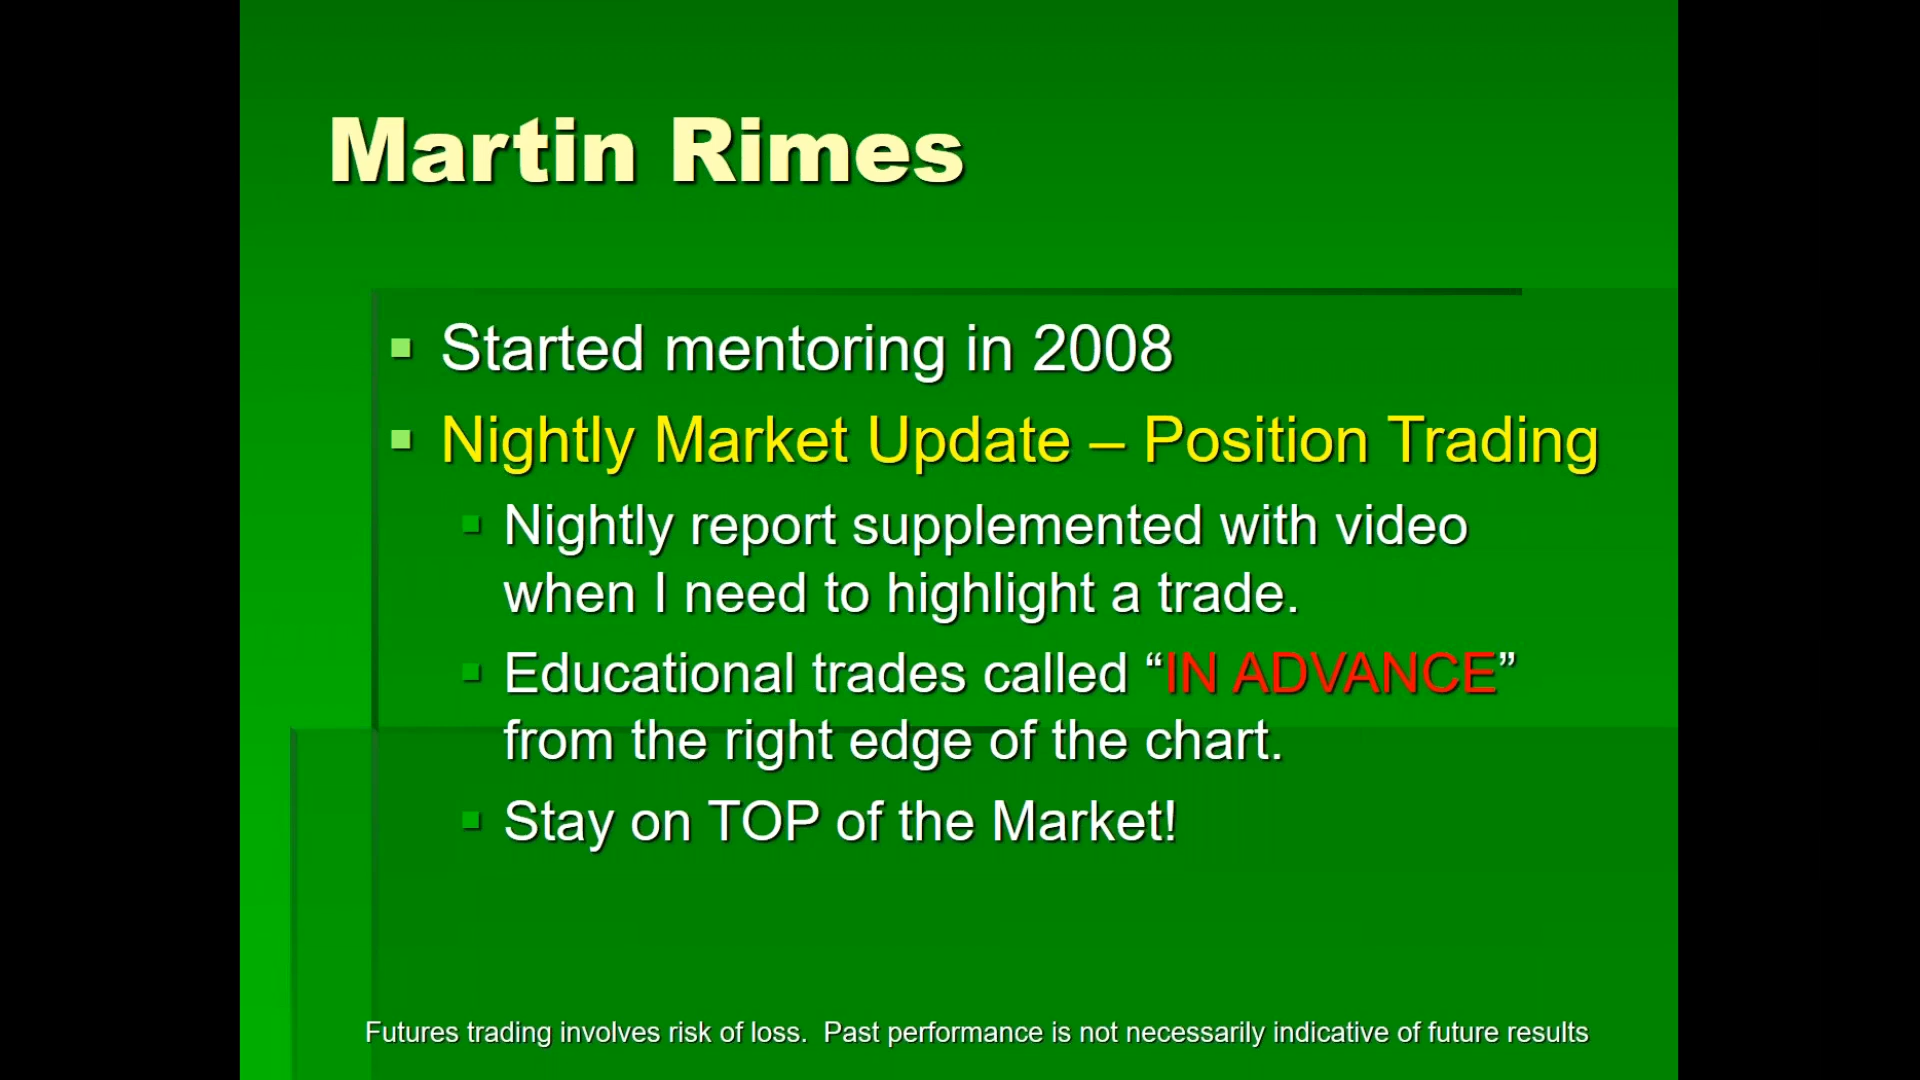 Martin Rimes
Started mentoring in 2008
Nightly Market Update – Position Trading
Nightly report supplemented with video
when I need to highlight a trade.
Educational trades called “IN ADVANCE”
from the right edge of the chart.
Stay on TOP of the Market!
Futures trading involves risk of loss.  Past performance is not necessarily indicative of future results